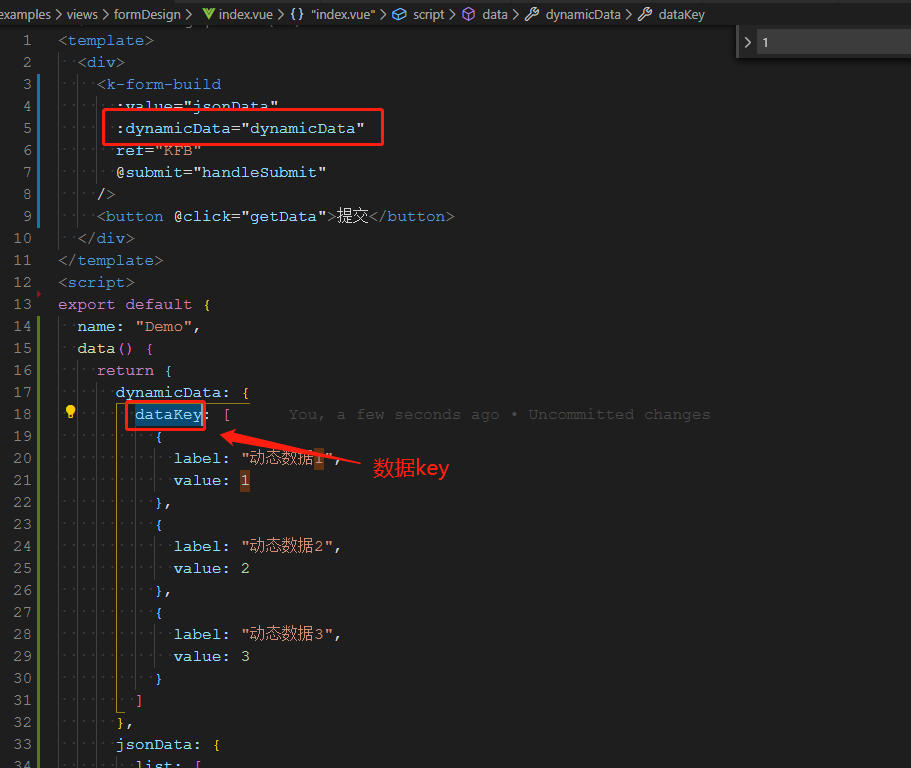 examples > views > formDesign > index.vue > {} "index.vue" > script > data > dynamicData > dataKey
> 1
1 <template>
2 <div>
3 <k-form-build
4 :value="jsonData"
5 :dynamicData="dynamicData"
6 ref="KFB"
7 @submit="handleSubmit"
8 />
9 <button @click="getData">提交</button>
10 </div>
11 </template>
12 <script>
13 export default {
14 name: "Demo",
15 data() {
16 return {
17 dynamicData: {
18 dataKey: [ You, a few seconds ago • Uncommitted changes
19 {
20 label: "动态数据1",
数据key
21 value: 1
22 },
23 {
24 label: "动态数据2",
25 value: 2
26 },
27 {
28 label: "动态数据3",
29 value: 3
30 }
31 ]
32 },
33 jsonData: {
34 list: [